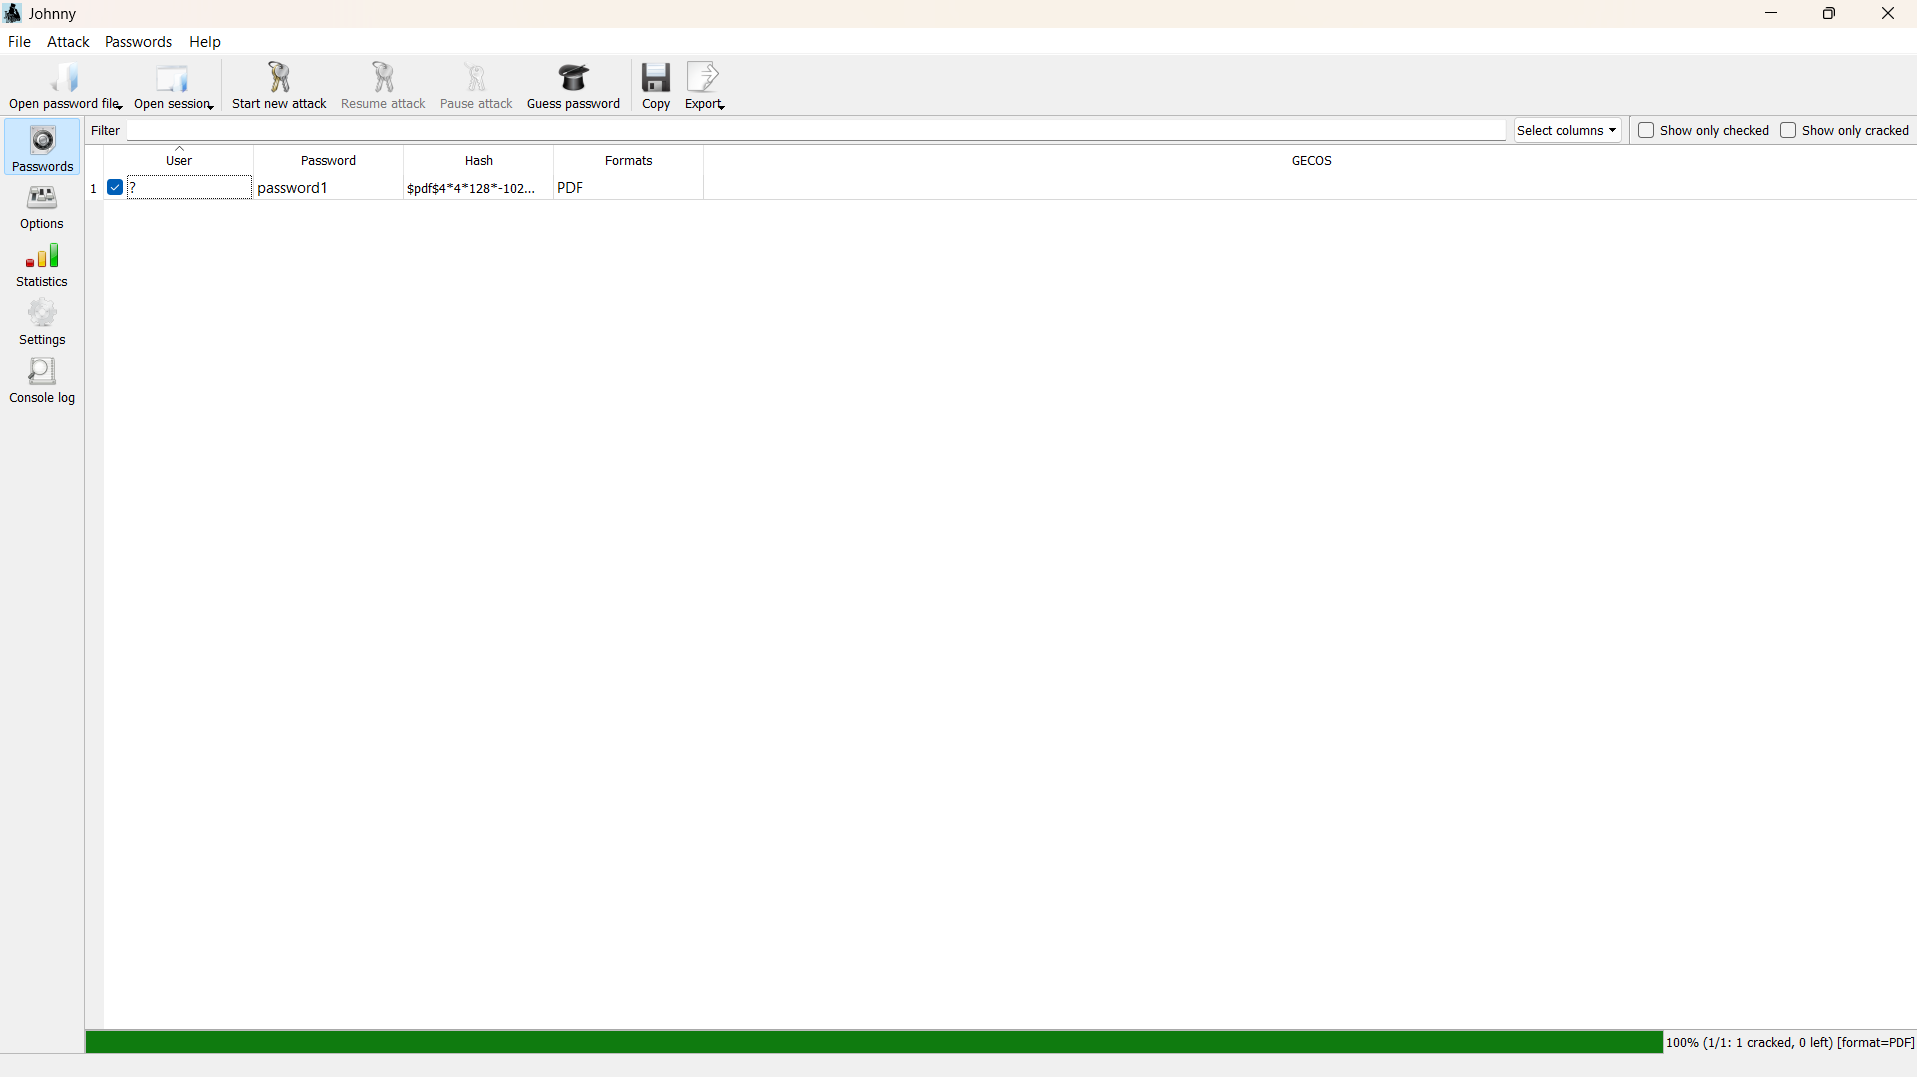 Johnny
File Attack Passwords Help
Open password file Open session Start new attack Resume attack Pause attack Guess password Copy Export
Passwords
Options
Statistics
Settings
Console log
Filter Select columns Show only checked Show only cracked
User Password Hash Formats GECOS
1 ? password1 $pdf$4*4*128*-102... PDF
100% (1/1: 1 cracked, 0 left) [format=PDF]